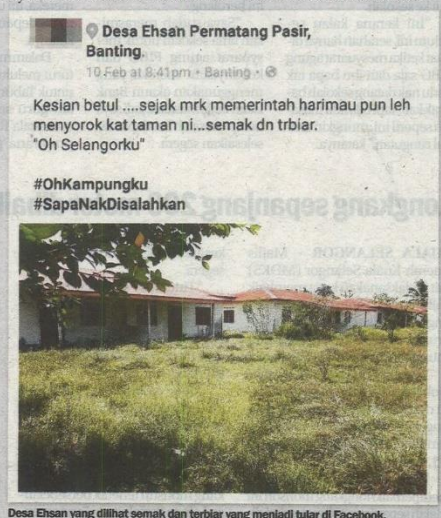 Desa Ehsan Permatang Pasir,
Banting.
10 Feb at 8:41pm · Banting ·
Kesian betul ....sejak mrk memerintah harimau pun leh
menyorok kat taman ni...semak dn trbiar.
"Oh Selangorku"
#OhKampungku
#SapaNakDisalahkan
Desa Ehsan yang dilihat semak dan terbiar yang menjadi tular di Facebook.